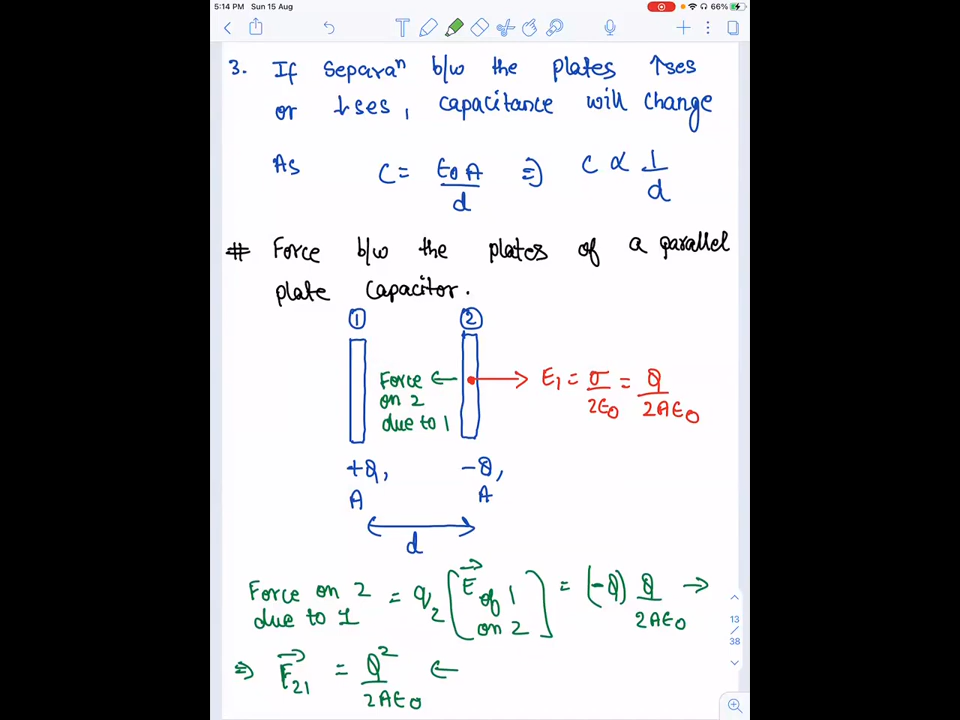 5:14 PM Sun 15 Aug
66%
3. If Separaⁿ b/w the plates ↑ses
or ↓ses, capacitance will change
As C = ε₀A/d ⇒ C ∝ 1/d
# Force b/w the plates of a parallel
plate Capacitor.
① ②
Force ←
on 2
due to 1
→ E₁ = σ/2ε₀ = Q/2Aε₀
+Q, -Q,
A A
d
Force on 2 due to 1 = q₂ [E⃗ of 1 on 2] = (-Q) Q/2Aε₀ →
⇒ F⃗₂₁ = Q²/2Aε₀ ←
13
/
38